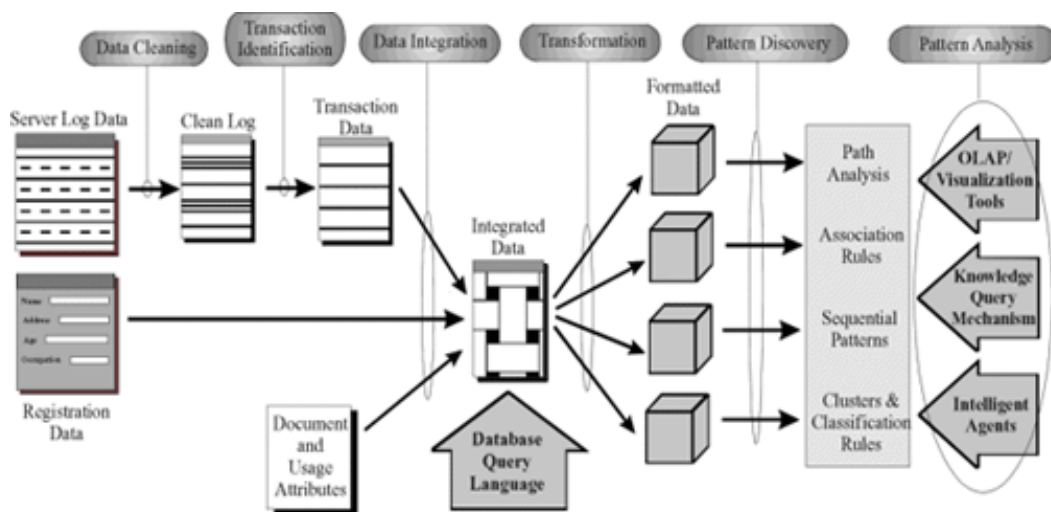 Data Cleaning
Transaction
Identification
Data Integration
Transformation
Pattern Discovery
Pattern Analysis
Server Log Data
Clean Log
Transaction
Data
Formatted
Data
Integrated
Data
Path
Analysis
OLAP/
Visualization
Tools
Association
Rules
Knowledge
Query
Mechanism
Sequential
Patterns
Clusters &
Classification
Rules
Intelligent
Agents
Name
Address
Age
Occupation
Registration
Data
Document
and
Usage
Attributes
Database
Query
Language